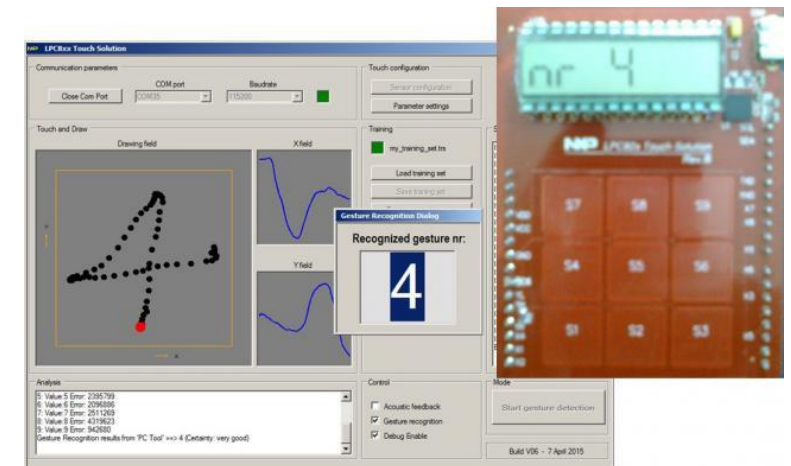 LPC8xx Touch Solution
Communication parameters
COM port
Baudrate
Close Com Port
COM35
115200
Touch configuration
Sensor configuration
Parameter settings
Touch and Draw
Drawing field
X field
Y field
Y
X
Training
my_training_set.trs
Load training set
Save training set
Gesture Recognition Dialog
Recognized gesture nr:
4
Analysis
5: Value:5 Error: 2395799
6: Value:6 Error: 2096886
7: Value:7 Error: 2511269
8: Value:8 Error: 4319623
9: Value:9 Error: 942680
Gesture Recognition results from 'PC Tool' ==> 4 (Certainty: very good)
Control
Acoustic feedback
Gesture recognition
Debug Enable
Mode
Start gesture detection
Build V06 - 7 April 2015
nr 4
NXP LPC82x Touch Solution
Rev.B
S7 S8 S9
S4 S5 S6
S1 S2 S3